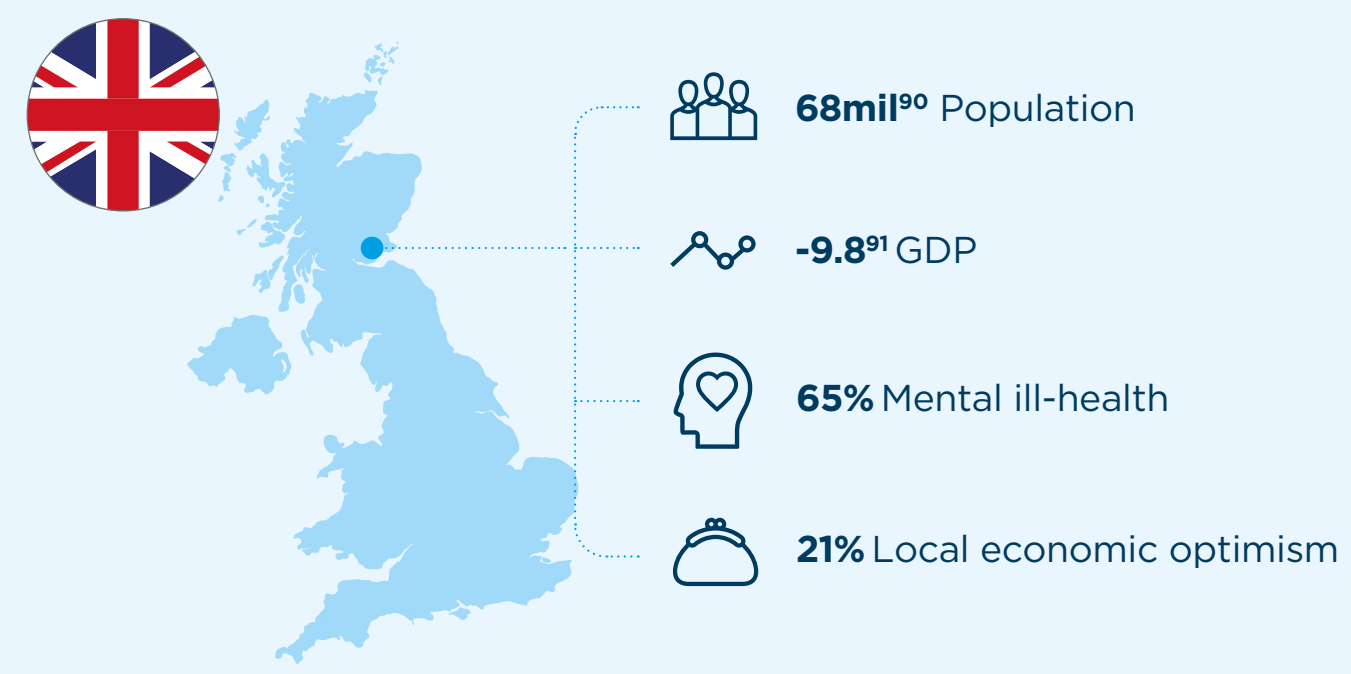 68mil⁹⁰ Population
-9.8⁹¹ GDP
65% Mental ill-health
21% Local economic optimism